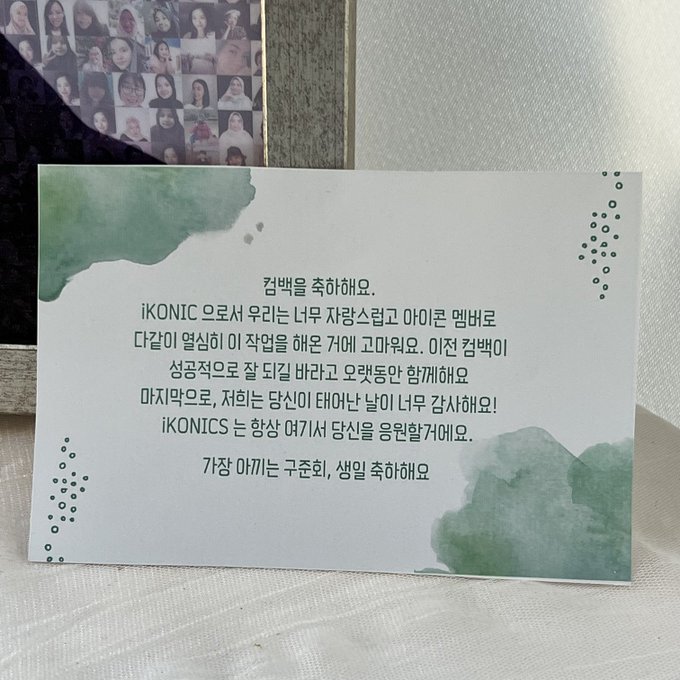 컴백을 축하해요.
iKONIC 으로서 우리는 너무 자랑스럽고 아이콘 멤버로
다같이 열심히 이 작업을 해온 거에 고마워요. 이전 컴백이
성공적으로 잘 되길 바라고 오랫동안 함께해요
마지막으로, 저희는 당신이 태어난 날이 너무 감사해요!
iKONICS 는 항상 여기서 당신을 응원할거에요.
가장 아끼는 구준회, 생일 축하해요